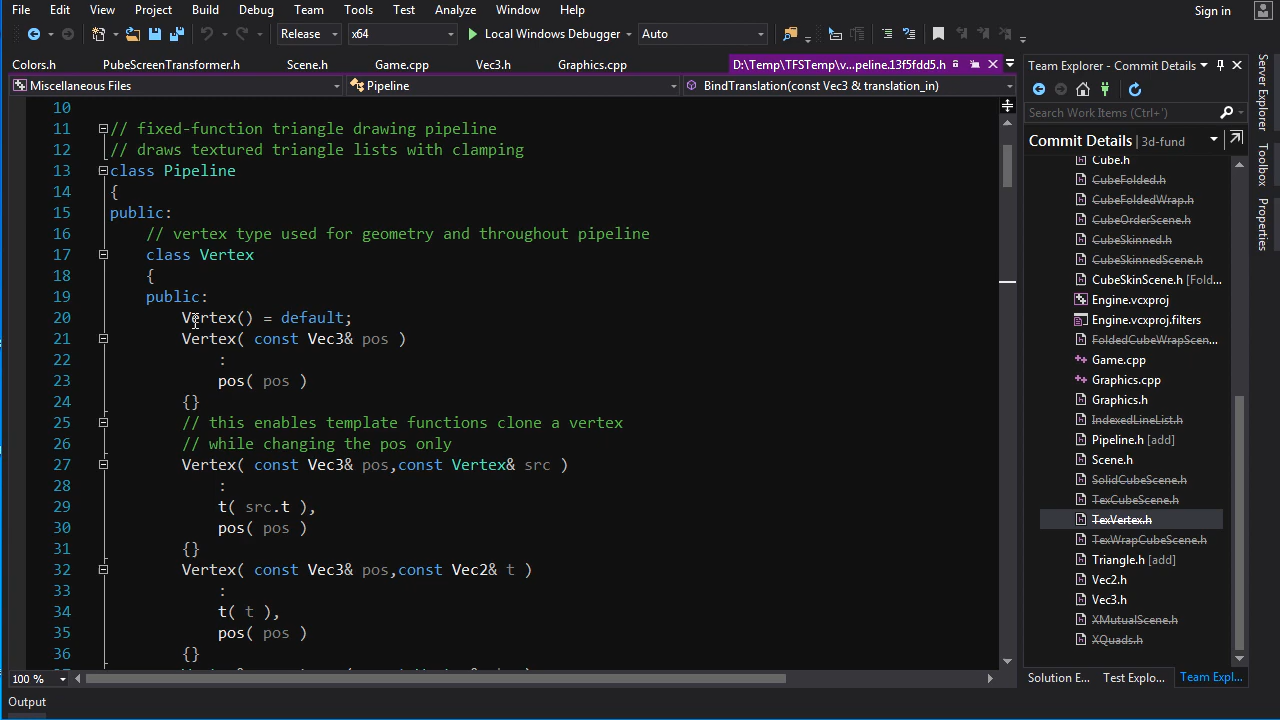 File Edit View Project Build Debug Team Tools Test Analyze Window Help Sign in
Release x64 Local Windows Debugger Auto
Colors.h PubeScreenTransformer.h Scene.h Game.cpp Vec3.h Graphics.cpp D:\Temp\TFSTemp\v...peline.13f5fdd5.h
Miscellaneous Files Pipeline BindTranslation(const Vec3 & translation_in)
10
11 // fixed-function triangle drawing pipeline
12 // draws textured triangle lists with clamping
13 class Pipeline
14 {
15 public:
16 // vertex type used for geometry and throughout pipeline
17 class Vertex
18 {
19 public:
20 Vertex() = default;
21 Vertex( const Vec3& pos )
22 :
23 pos( pos )
24 {}
25 // this enables template functions clone a vertex
26 // while changing the pos only
27 Vertex( const Vec3& pos,const Vertex& src )
28 :
29 t( src.t ),
30 pos( pos )
31 {}
32 Vertex( const Vec3& pos,const Vec2& t )
33 :
34 t( t ),
35 pos( pos )
36 {}
100 %
Output
Team Explorer - Commit Details
Search Work Items (Ctrl+')
Commit Details | 3d-fund
Cube.h
CubeFolded.h
CubeFoldedWrap.h
CubeOrderScene.h
CubeSkinned.h
CubeSkinnedScene.h
CubeSkinScene.h [Fold...
Engine.vcxproj
Engine.vcxproj.filters
FoldedCubeWrapScen...
Game.cpp
Graphics.cpp
Graphics.h
IndexedLineList.h
Pipeline.h [add]
Scene.h
SolidCubeScene.h
TexCubeScene.h
TexVertex.h
TexWrapCubeScene.h
Triangle.h [add]
Vec2.h
Vec3.h
XMutualScene.h
XQuads.h
Solution E... Test Explo... Team Expl...
Server Explorer
Toolbox
Properties